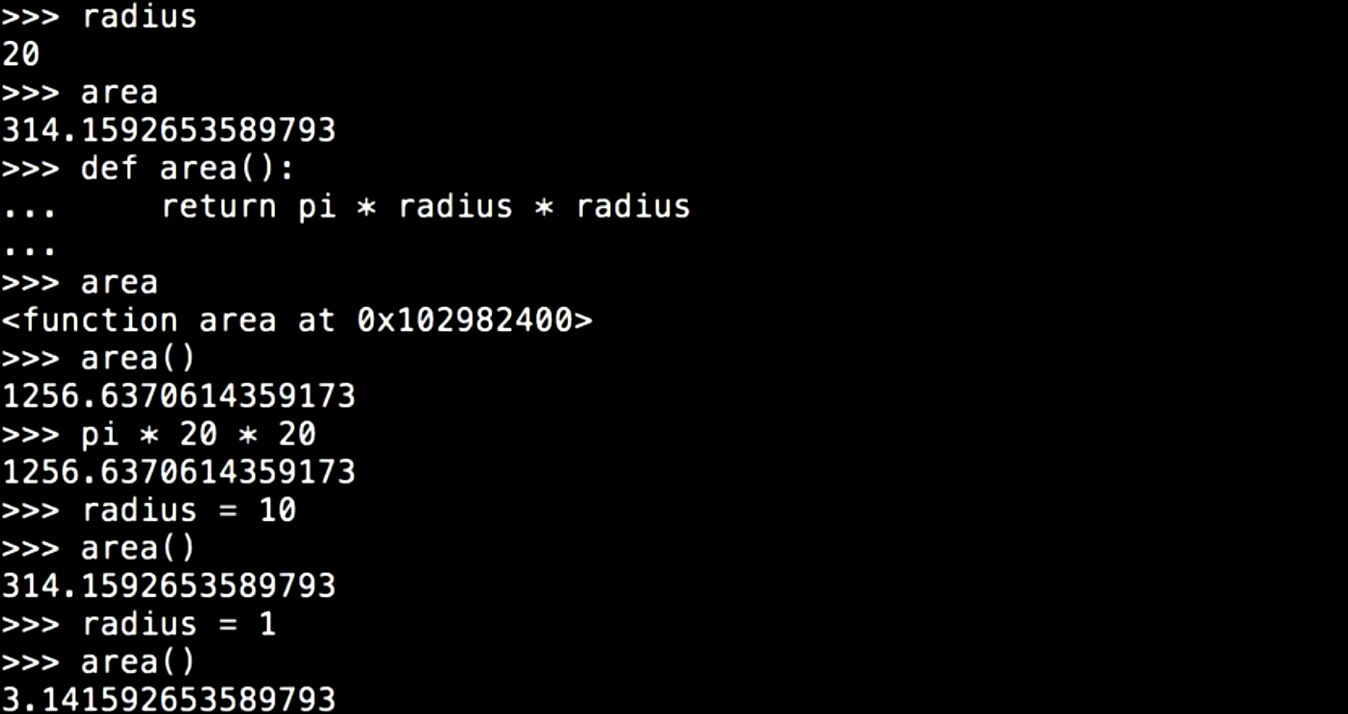 >>> radius
20
>>> area
314.1592653589793
>>> def area():
...     return pi * radius * radius
...
>>> area
<function area at 0x102982400>
>>> area()
1256.6370614359173
>>> pi * 20 * 20
1256.6370614359173
>>> radius = 10
>>> area()
314.1592653589793
>>> radius = 1
>>> area()
3.141592653589793